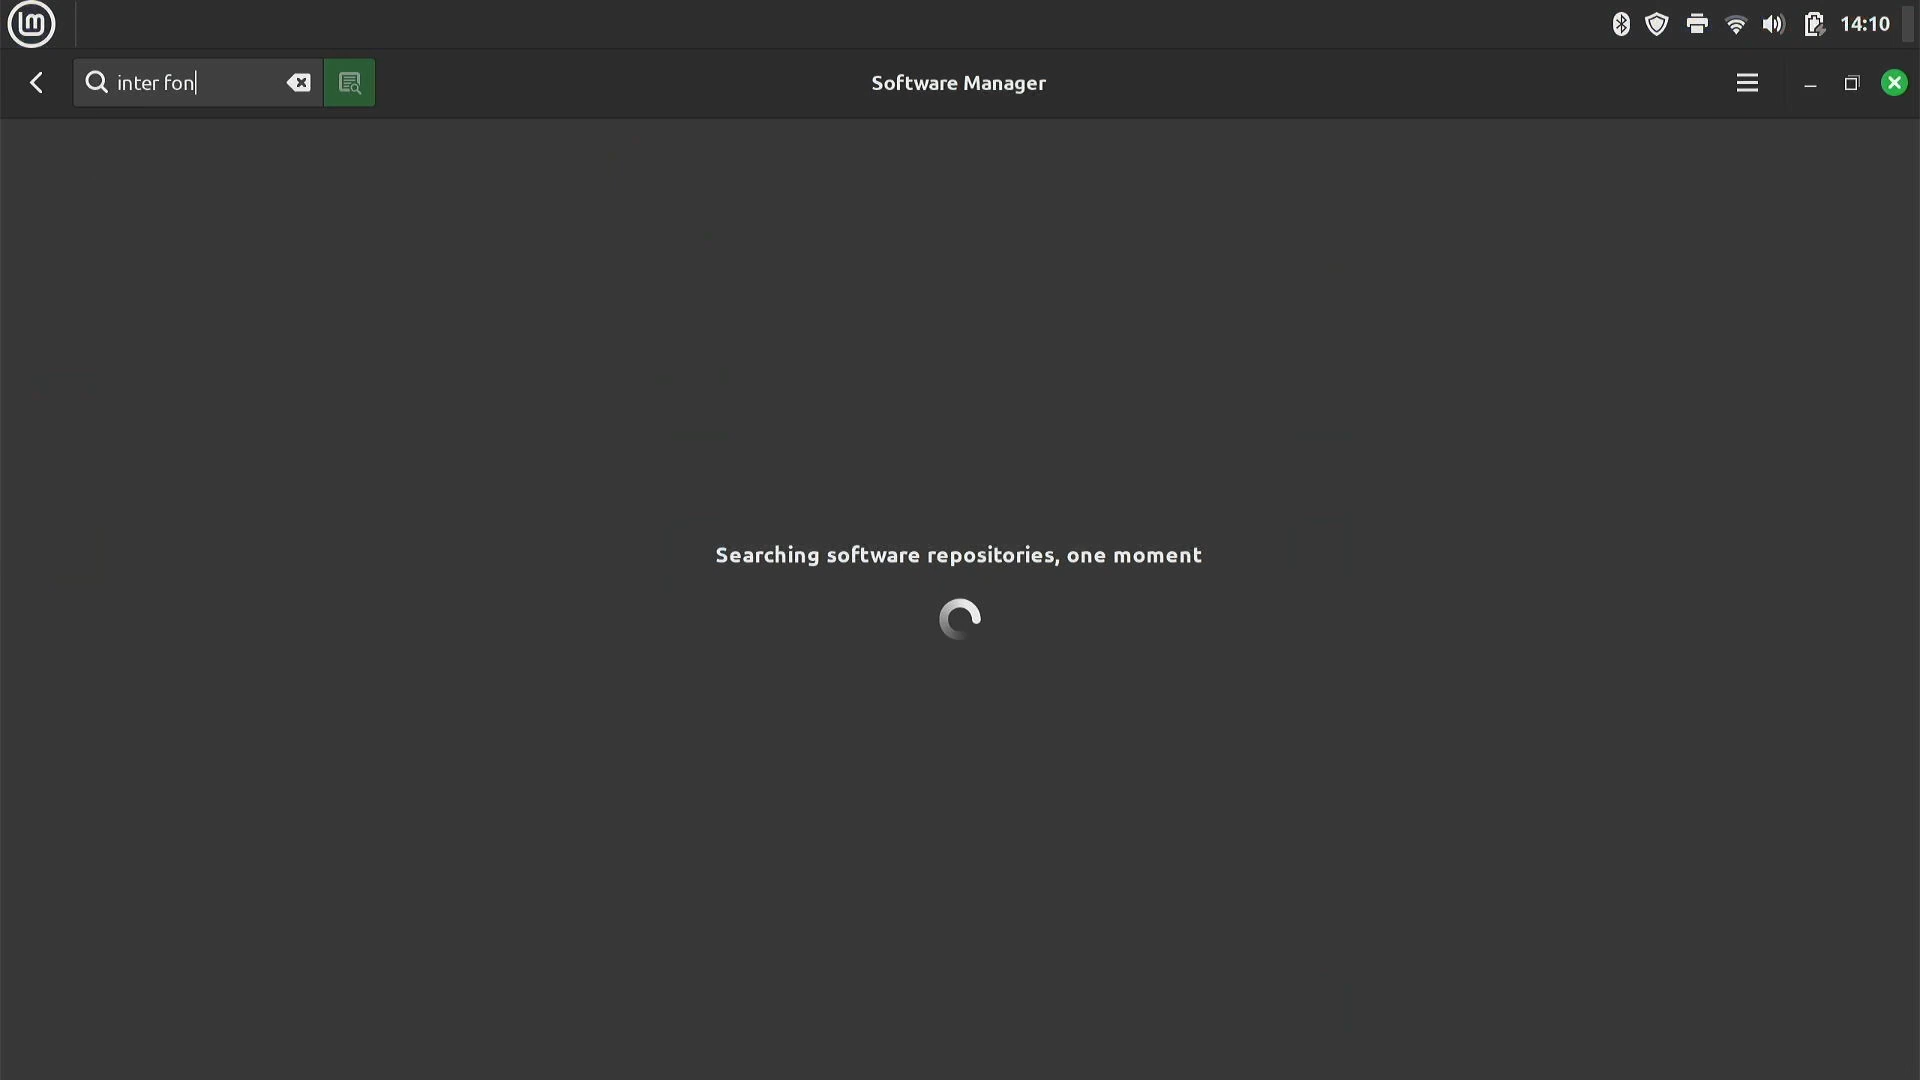 14:10
inter fon
Software Manager
Searching software repositories, one moment